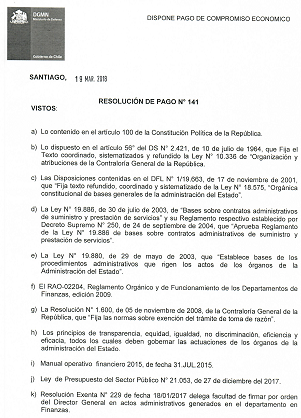 DGMN
Ministerio de Defensa
Gobierno de Chile
DISPONE PAGO DE COMPROMISO ECONOMICO
SANTIAGO, 19 MAR. 2018
RESOLUCIÓN DE PAGO N° 141
VISTOS:
a) Lo contenido en el artículo 100 de la Constitución Política de la República.
b) Lo dispuesto en el artículo 56° del DS N° 2.421, de 10 de julio de 1964, que Fija el
Texto coordinado, sistematizados y refundido la Ley N° 10.336 de "Organización y
atribuciones de la Contraloría General de la República.
c) Las Disposiciones contenidas en el DFL N° 1/19.663, de 17 de noviembre de 2001,
que "Fija texto refundido, coordinado y sistematizado de la Ley N° 18.575, "Orgánica
constitucional de bases generales de la administración del Estado".
d) La Ley N° 19.886, de 30 de julio de 2003, de "Bases sobre contratos administrativos
de suministro y prestación de servicios" y su Reglamento respectivo establecido por
Decreto Supremo N° 250, de 24 de septiembre de 2004, que "Aprueba Reglamento
de la Ley N° 19.886 de bases sobre contratos administrativos de suministro y
prestación de servicios".
e) La Ley N° 19.880, de 29 de mayo de 2003, que "Establece bases de los
procedimientos administrativos que rigen los actos de los órganos de la
Administración del Estado".
f) El RAO-02204, Reglamento Orgánico y de Funcionamiento de los Departamentos de
Finanzas, edición 2009.
g) La Resolución N° 1.600, de 05 de noviembre de 2008, de la Contraloría General de la
República, que "Fija las normas sobre exención del trámite de toma de razón".
h) Los principios de transparencia, equidad, igualdad, no discriminación, eficiencia y
eficacia, todos los cuales deben gobernar las actuaciones de los órganos de la
administración del Estado.
i) Manual operativo financiero 2015, de fecha 31.JUL.2015.
j) Ley de Presupuesto del Sector Público N° 21.053, de 27 de diciembre de 2017.
k) Resolución Exenta N° 229 de fecha 18/01/2017 delega facultad de firmar por orden
del Director General en actos administrativos generados en el departamento en
Finanzas.